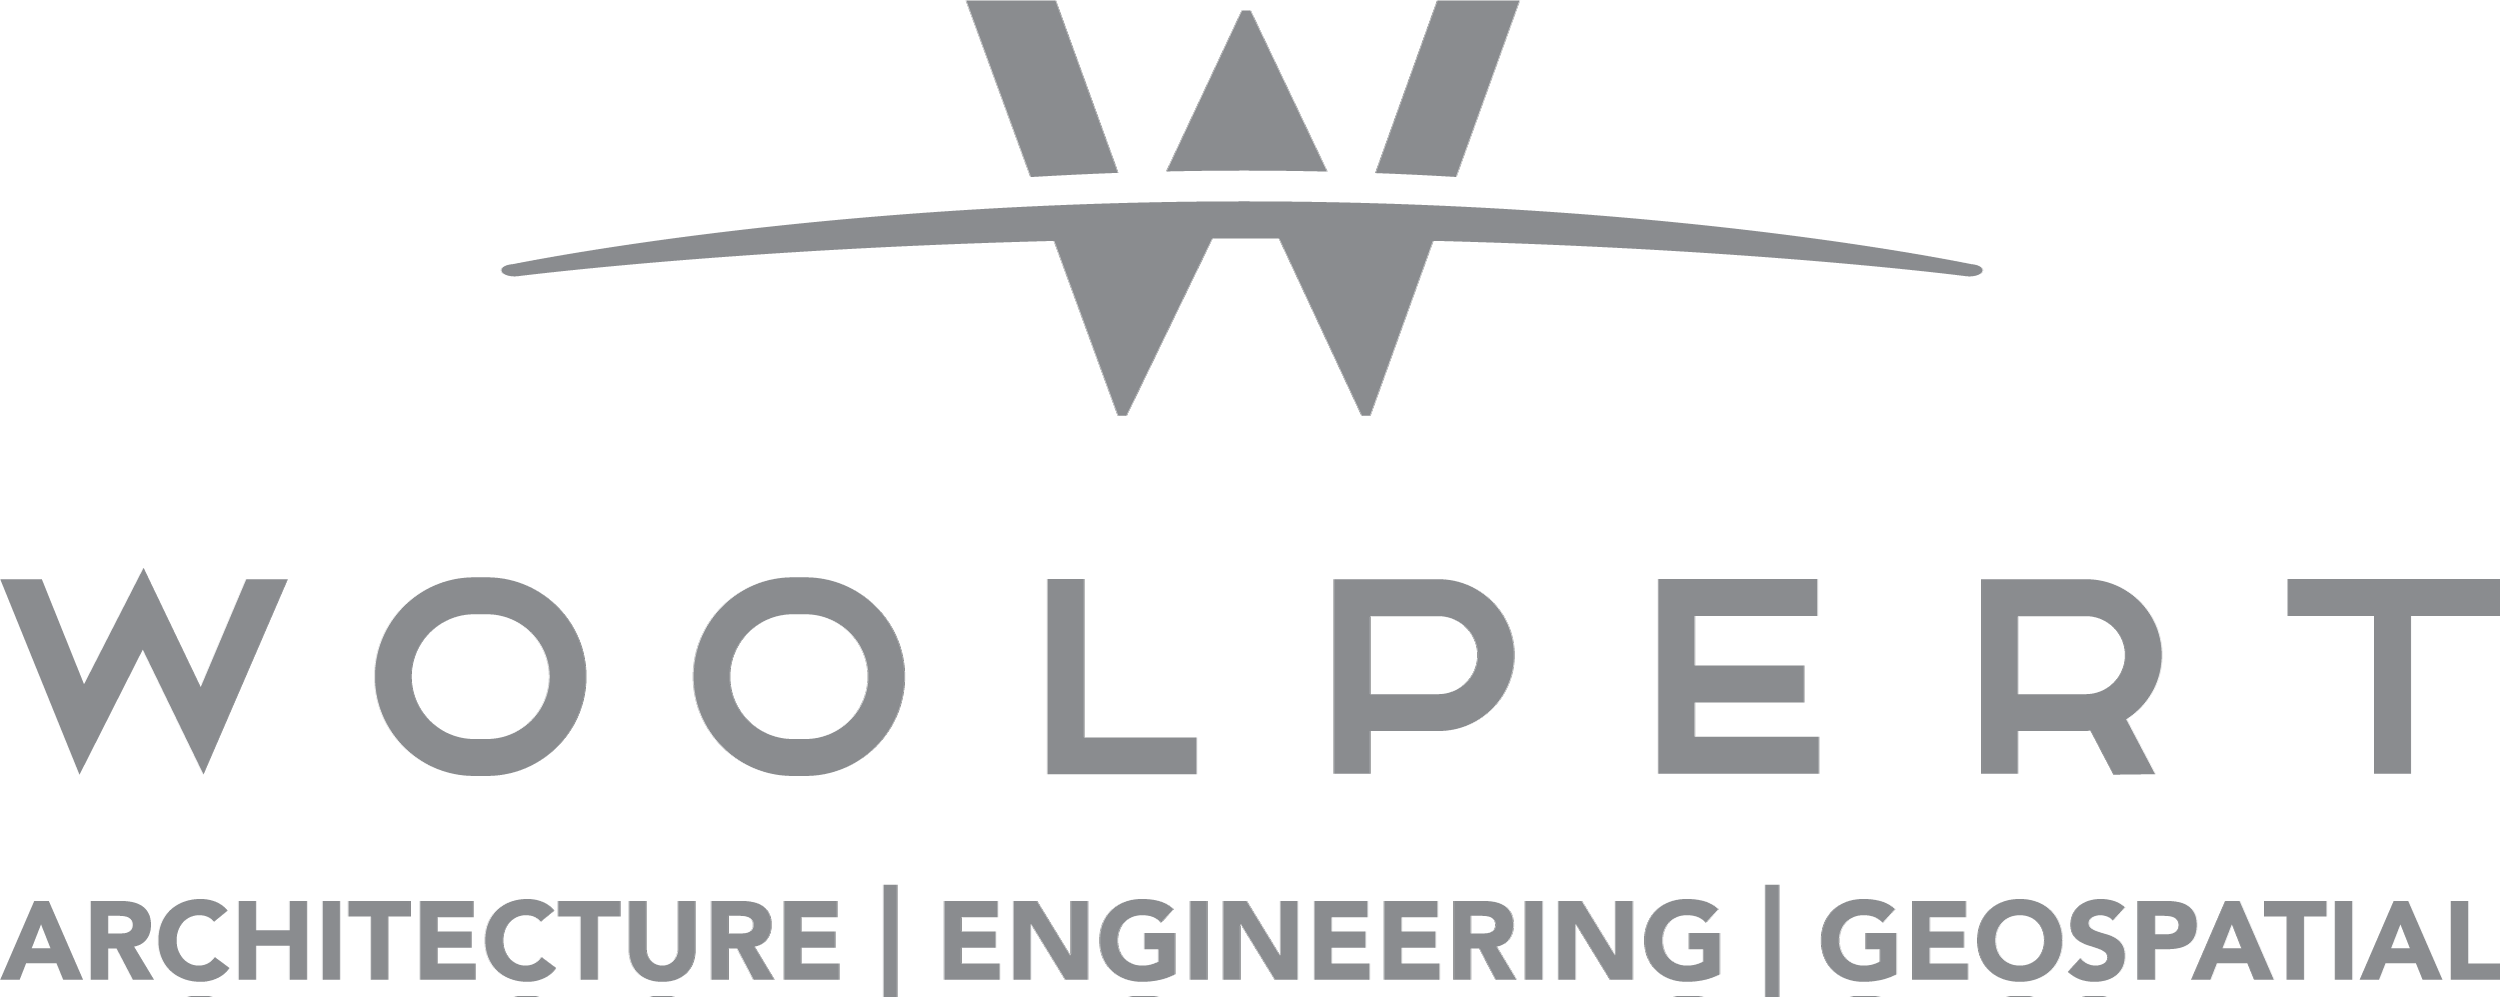 WOOLPERT
ARCHITECTURE | ENGINEERING | GEOSPATIAL